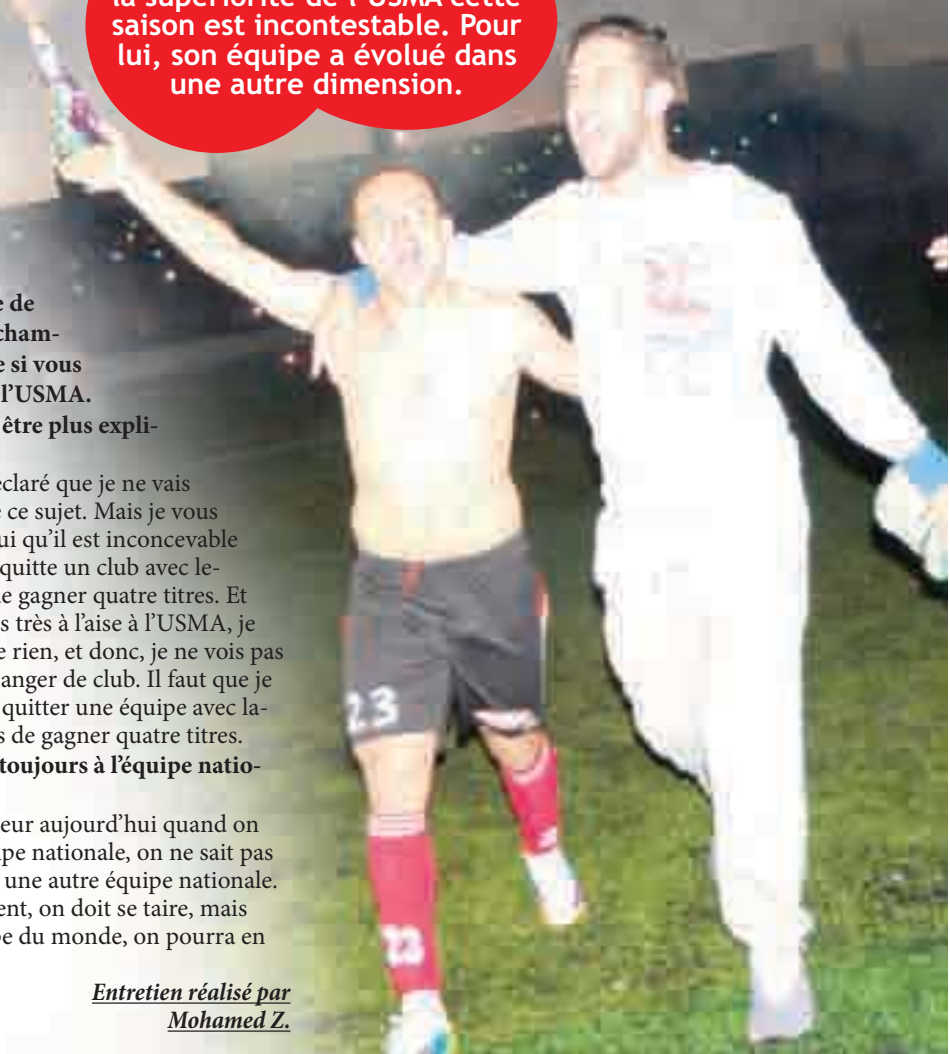 la supériorité de l'USMA cette
saison est incontestable. Pour
lui, son équipe a évolué dans
une autre dimension.
e de
cham-
e si vous
l'USMA.
être plus expli-
éclaré que je ne vais
e ce sujet. Mais je vous
ui qu'il est inconcevable
quitte un club avec le-
de gagner quatre titres. Et
s très à l'aise à l'USMA, je
e rien, et donc, je ne vois pas
anger de club. Il faut que je
quitter une équipe avec la-
s de gagner quatre titres.
toujours à l'équipe natio-
eur aujourd'hui quand on
ipe nationale, on ne sait pas
une autre équipe nationale.
ent, on doit se taire, mais
pe du monde, on pourra en
Entretien réalisé par
Mohamed Z.
23
23